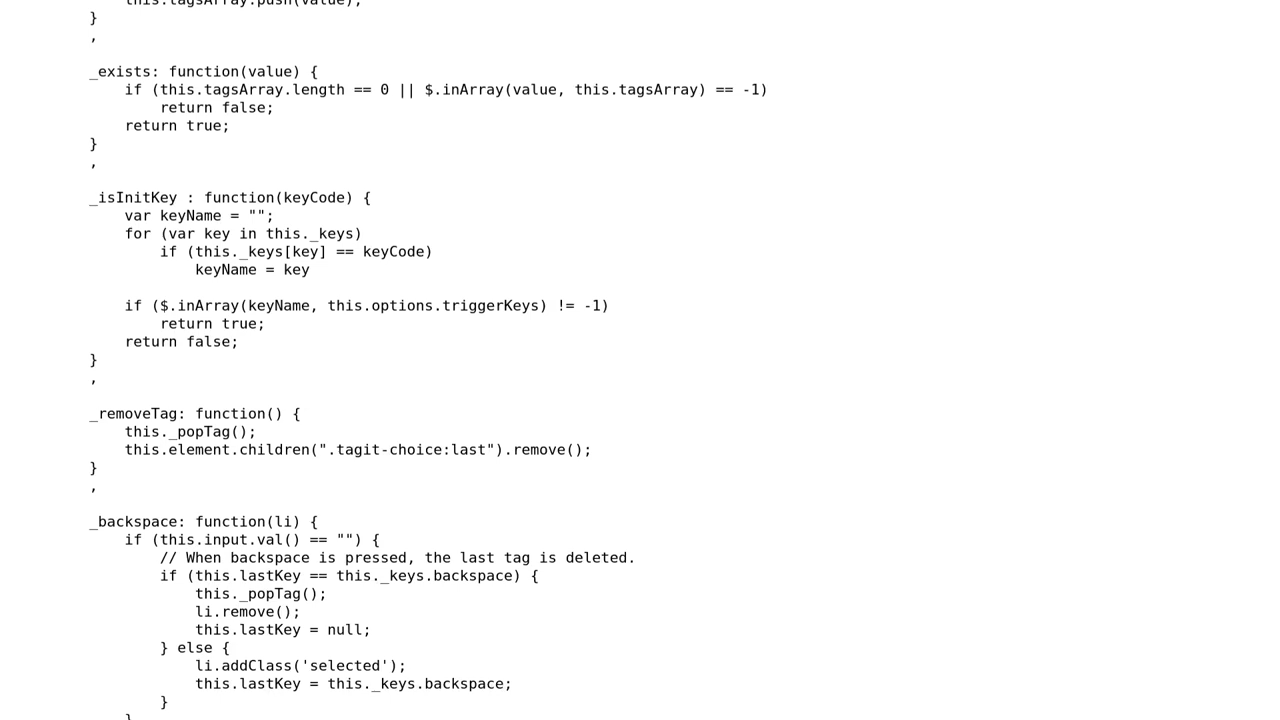 this.tagsArray.push(value);
}
,
_exists: function(value) {
if (this.tagsArray.length == 0 || $.inArray(value, this.tagsArray) == -1)
return false;
return true;
}
,
_isInitKey : function(keyCode) {
var keyName = "";
for (var key in this._keys)
if (this._keys[key] == keyCode)
keyName = key
if ($.inArray(keyName, this.options.triggerKeys) != -1)
return true;
return false;
}
,
_removeTag: function() {
this._popTag();
this.element.children(".tagit-choice:last").remove();
}
,
_backspace: function(li) {
if (this.input.val() == "") {
// When backspace is pressed, the last tag is deleted.
if (this.lastKey == this._keys.backspace) {
this._popTag();
li.remove();
this.lastKey = null;
} else {
li.addClass('selected');
this.lastKey = this._keys.backspace;
}
}